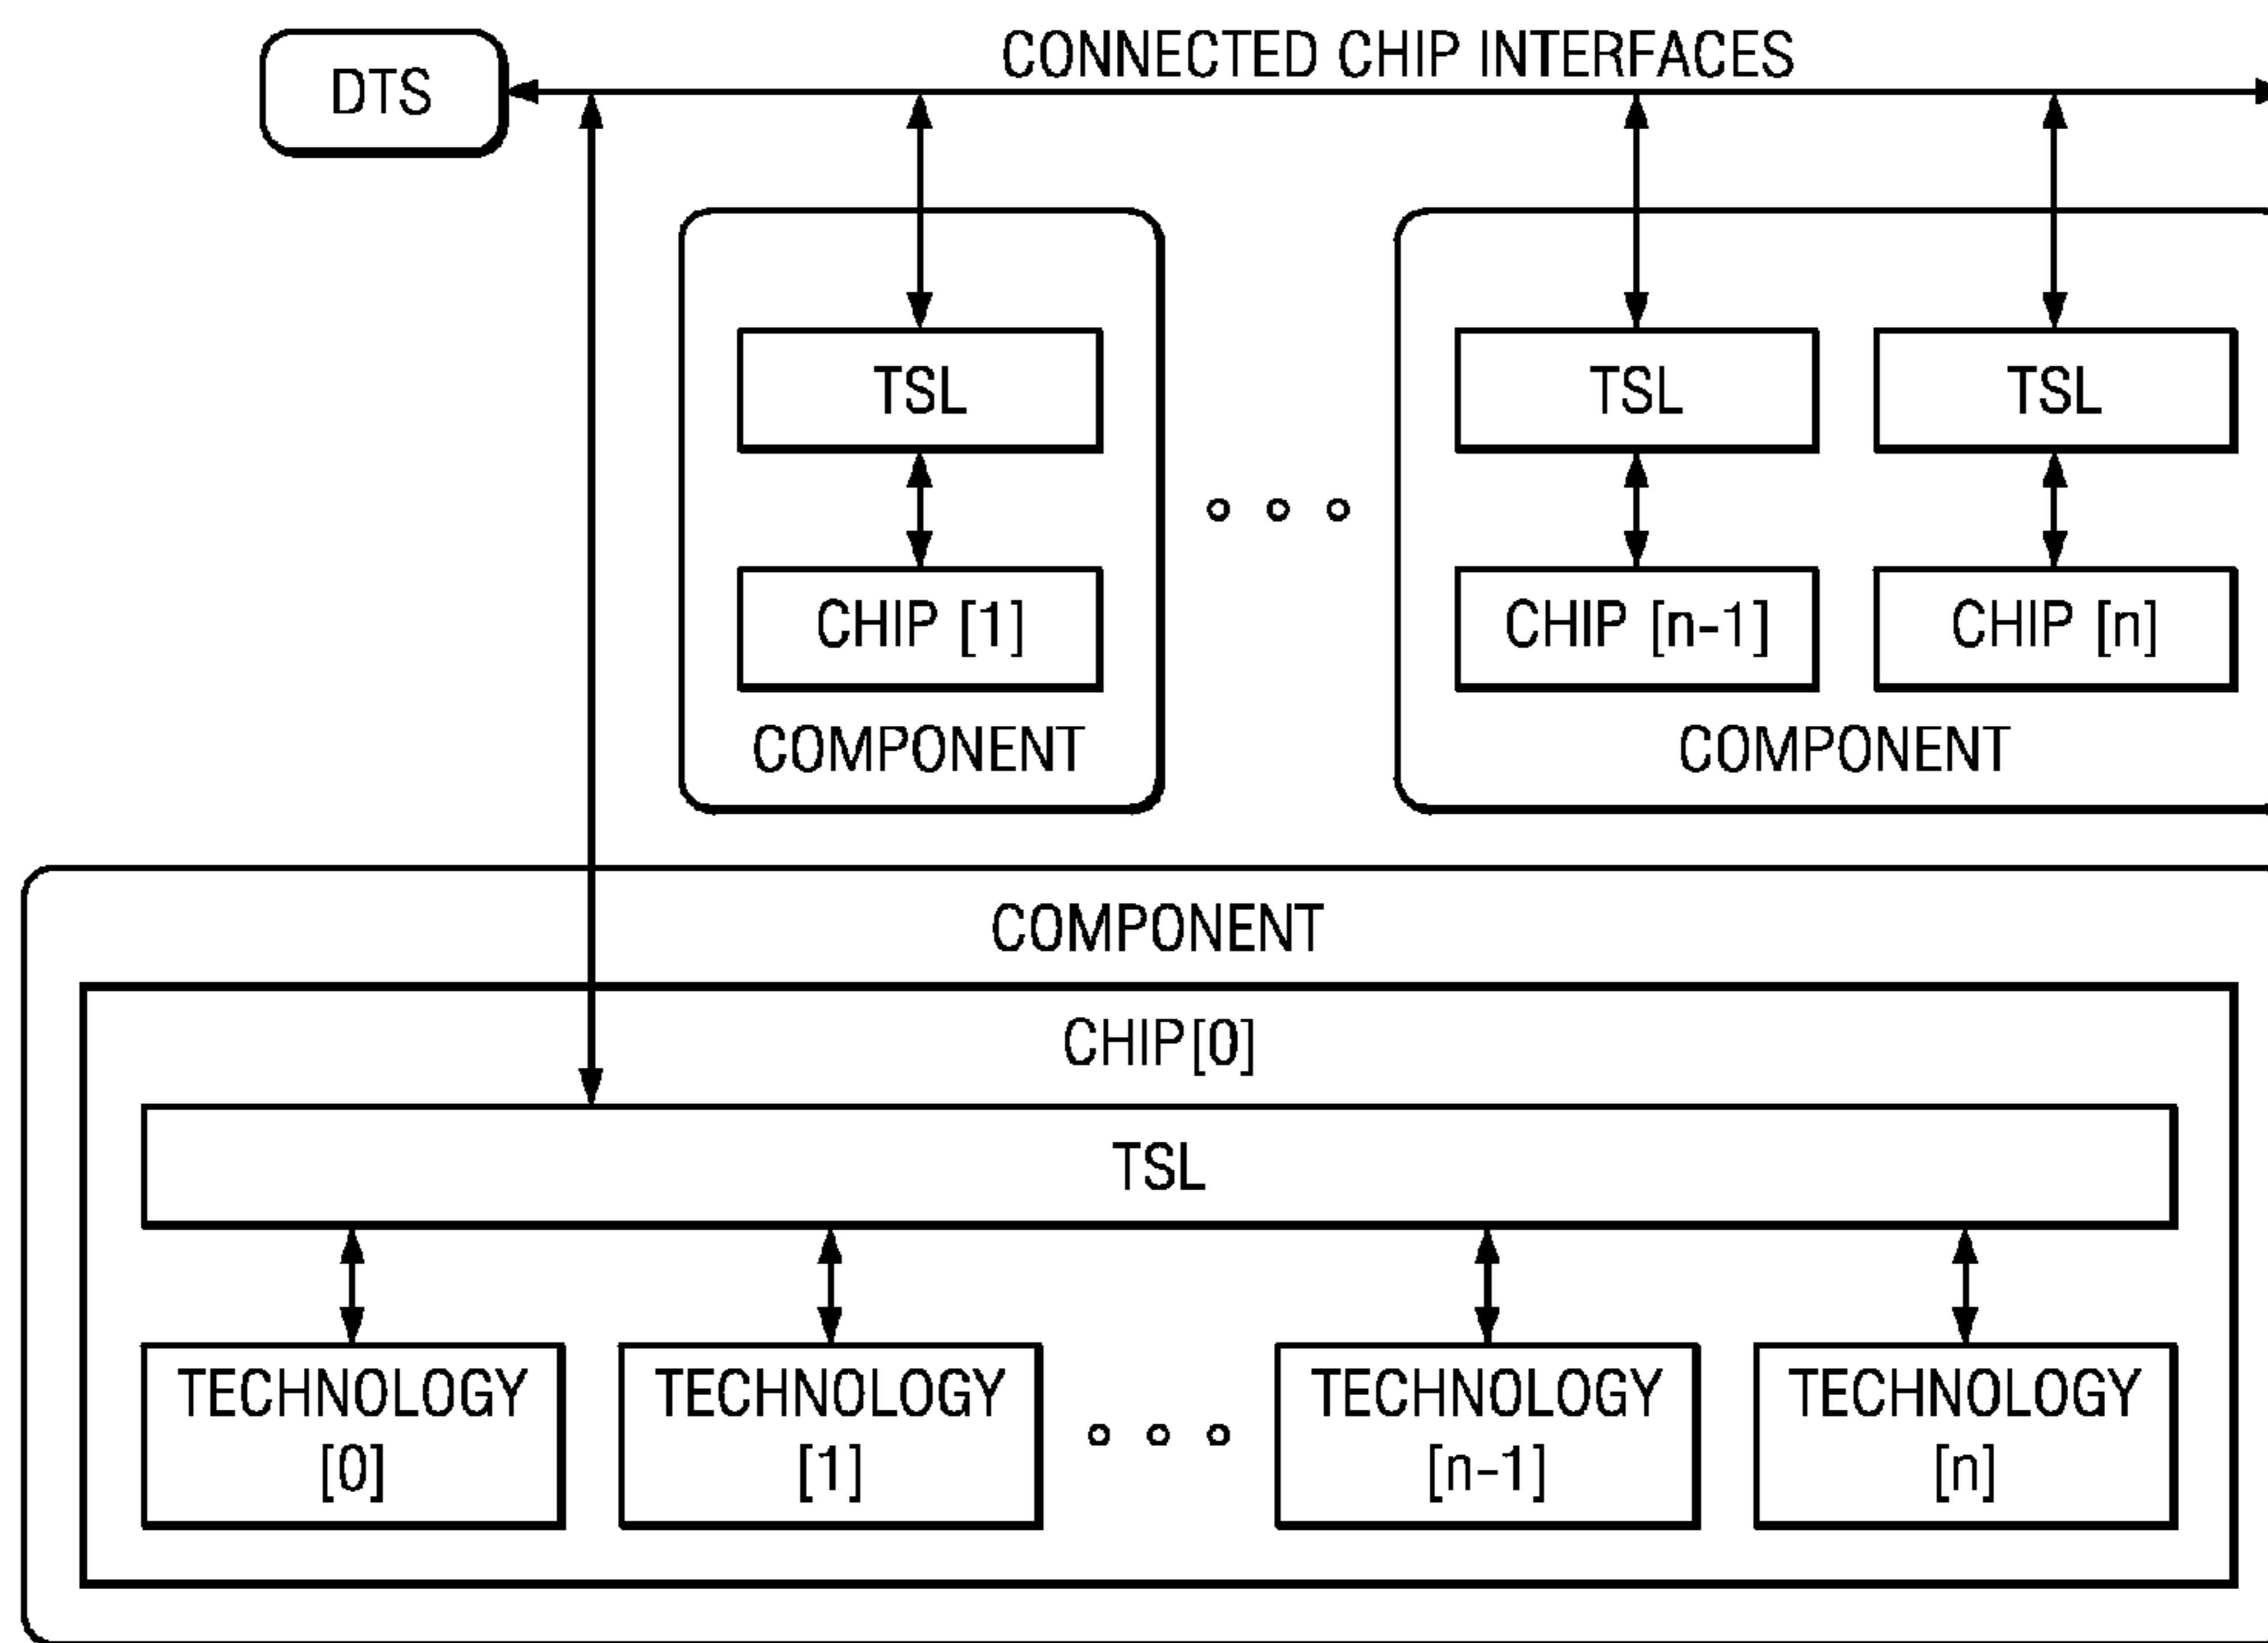 CONNECTED CHIP INTERFACES
DTS
TSL
TSL
TSL
CHIP [1]
CHIP [n-1]
CHIP [n]
COMPONENT
COMPONENT
COMPONENT
CHIP[0]
TSL
TECHNOLOGY
[0]
TECHNOLOGY
[1]
TECHNOLOGY
[n-1]
TECHNOLOGY
[n]